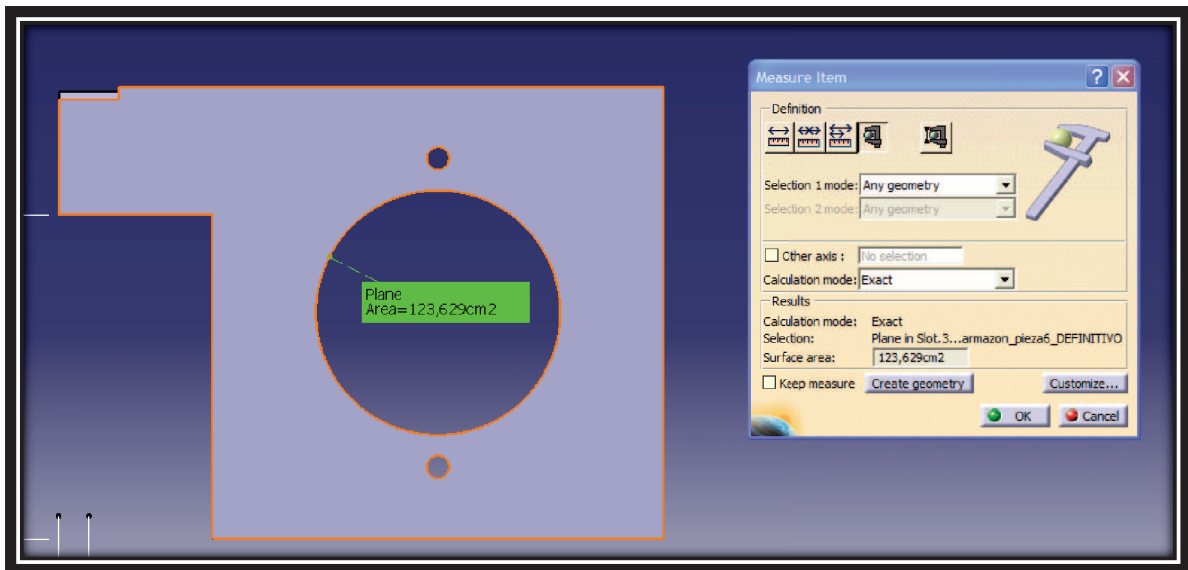 Measure Item
?
X
Definition
Selection 1 mode: Any geometry
Selection 2 mode: Any geometry
Other axis : No selection
Calculation mode: Exact
Results
Calculation mode: Exact
Selection: Plane in Slot.3...armazon_pieza6_DEFINITIVO
Surface area: 123,629cm2
Keep measure Create geometry Customize...
OK Cancel
Plane
Area=123,629cm2